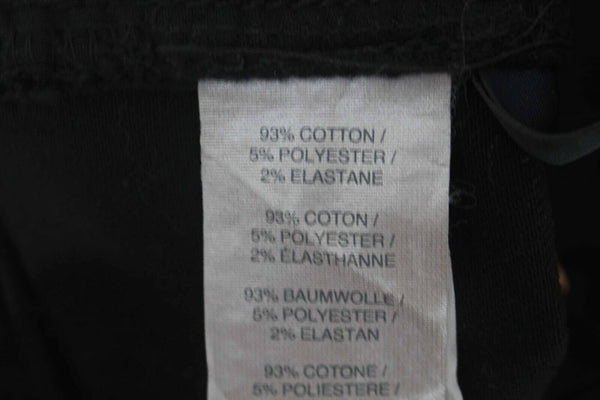 93% COTTON /
5% POLYESTER /
2% ELASTANE
93% COTON /
5% POLYESTER /
2% ÉLASTHANNE
93% BAUMWOLLE /
5% POLYESTER /
2% ELASTAN
93% COTONE /
5% POLIESTERE /